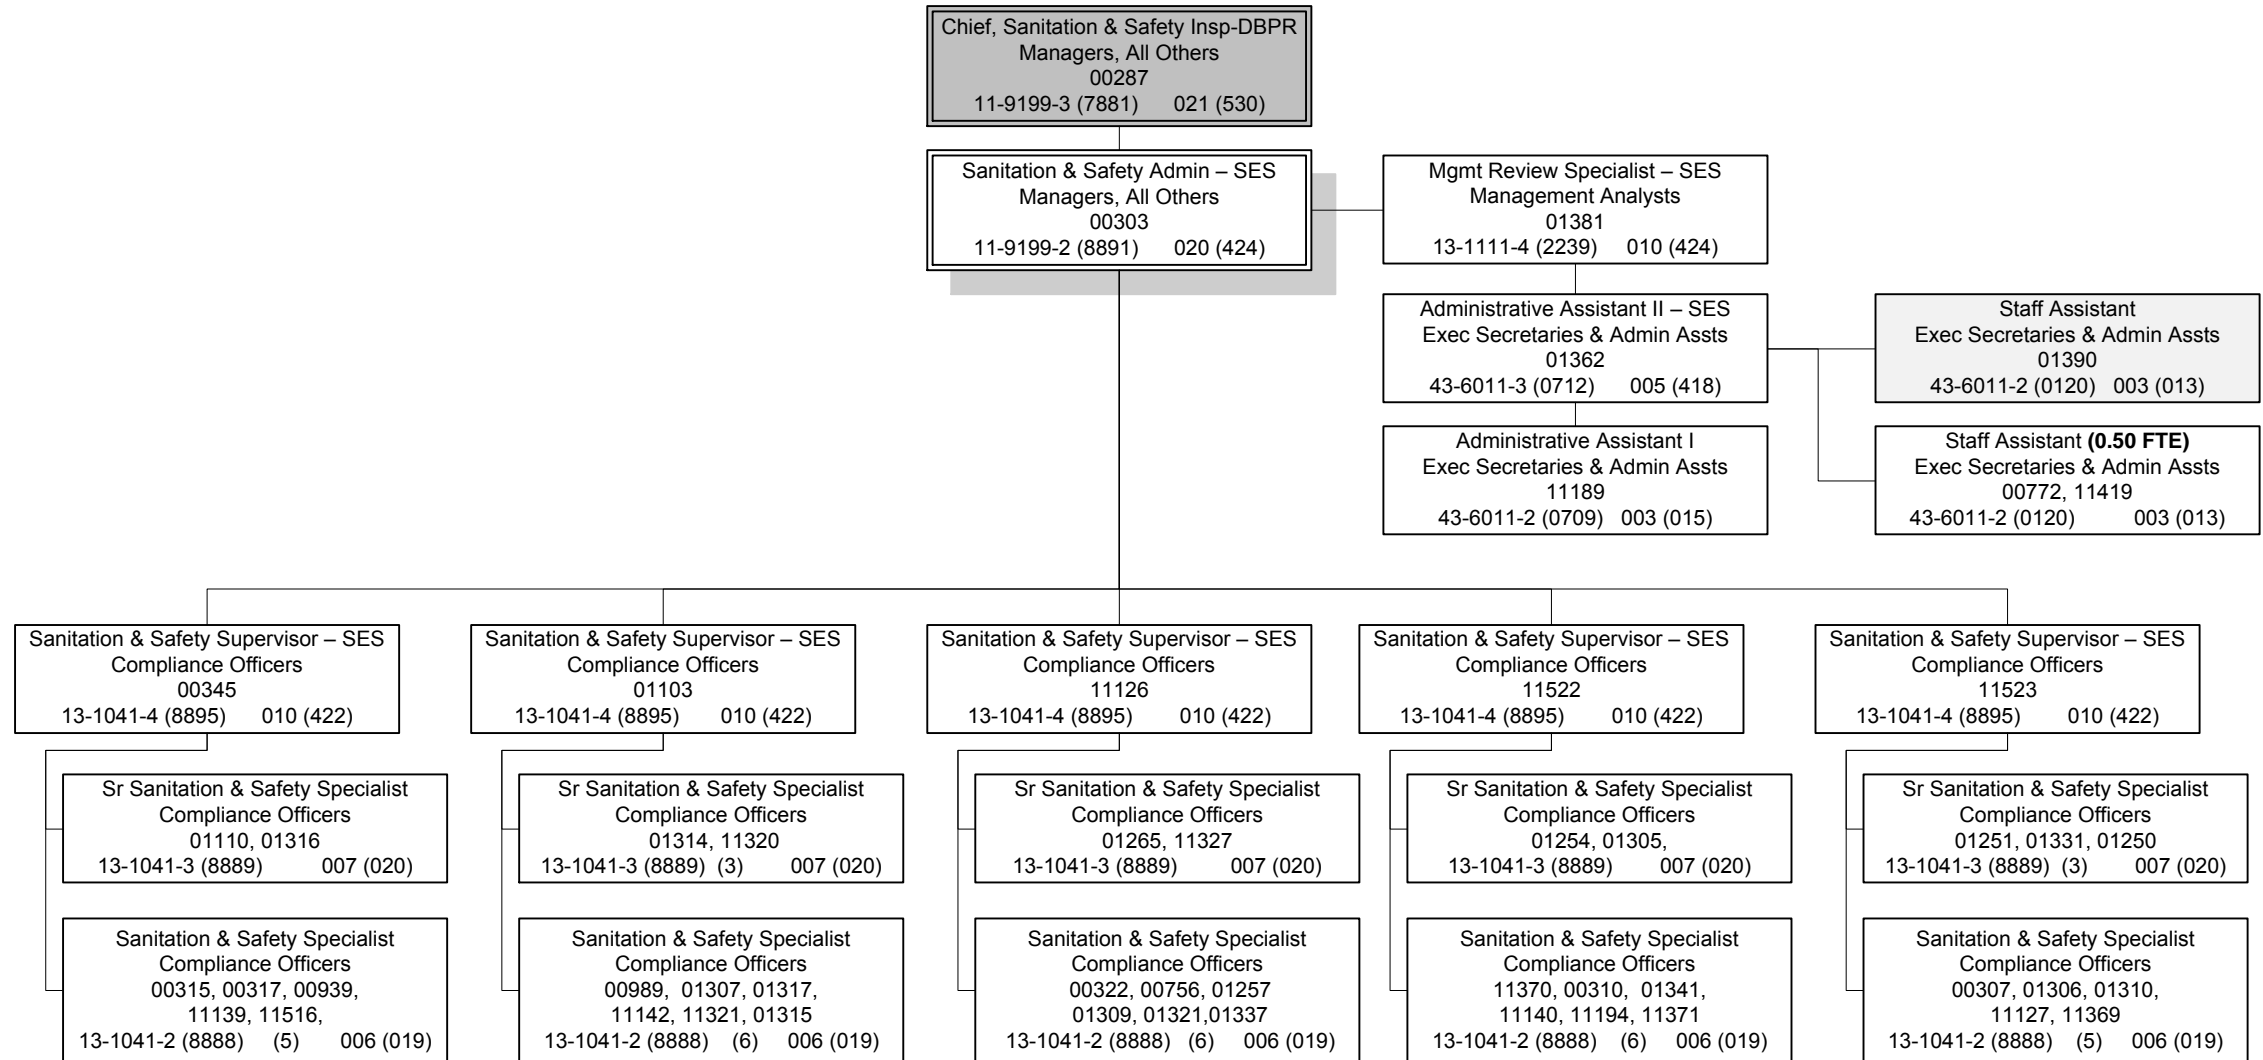 Chief, Sanitation & Safety Insp-DBPR
Managers, All Others
00287
11-9199-3 (7881) 021 (530)
Sanitation & Safety Admin – SES
Managers, All Others
00303
11-9199-2 (8891) 020 (424)
Mgmt Review Specialist – SES
Management Analysts
01381
13-1111-4 (2239) 010 (424)
Administrative Assistant II – SES
Exec Secretaries & Admin Assts
01362
43-6011-3 (0712) 005 (418)
Staff Assistant
Exec Secretaries & Admin Assts
01390
43-6011-2 (0120) 003 (013)
Administrative Assistant I
Exec Secretaries & Admin Assts
11189
43-6011-2 (0709) 003 (015)
Staff Assistant (0.50 FTE)
Exec Secretaries & Admin Assts
00772, 11419
43-6011-2 (0120) 003 (013)
Sanitation & Safety Supervisor – SES
Compliance Officers
00345
13-1041-4 (8895) 010 (422)
Sanitation & Safety Supervisor – SES
Compliance Officers
01103
13-1041-4 (8895) 010 (422)
Sanitation & Safety Supervisor – SES
Compliance Officers
11126
13-1041-4 (8895) 010 (422)
Sanitation & Safety Supervisor – SES
Compliance Officers
11522
13-1041-4 (8895) 010 (422)
Sanitation & Safety Supervisor – SES
Compliance Officers
11523
13-1041-4 (8895) 010 (422)
Sr Sanitation & Safety Specialist
Compliance Officers
01110, 01316
13-1041-3 (8889) 007 (020)
Sr Sanitation & Safety Specialist
Compliance Officers
01314, 11320
13-1041-3 (8889) (3) 007 (020)
Sr Sanitation & Safety Specialist
Compliance Officers
01265, 11327
13-1041-3 (8889) 007 (020)
Sr Sanitation & Safety Specialist
Compliance Officers
01254, 01305,
13-1041-3 (8889) 007 (020)
Sr Sanitation & Safety Specialist
Compliance Officers
01251, 01331, 01250
13-1041-3 (8889) (3) 007 (020)
Sanitation & Safety Specialist
Compliance Officers
00315, 00317, 00939,
11139, 11516,
13-1041-2 (8888) (5) 006 (019)
Sanitation & Safety Specialist
Compliance Officers
00989, 01307, 01317,
11142, 11321, 01315
13-1041-2 (8888) (6) 006 (019)
Sanitation & Safety Specialist
Compliance Officers
00322, 00756, 01257
01309, 01321,01337
13-1041-2 (8888) (6) 006 (019)
Sanitation & Safety Specialist
Compliance Officers
11370, 00310, 01341,
11140, 11194, 11371
13-1041-2 (8888) (6) 006 (019)
Sanitation & Safety Specialist
Compliance Officers
00307, 01306, 01310,
11127, 11369
13-1041-2 (8888) (5) 006 (019)